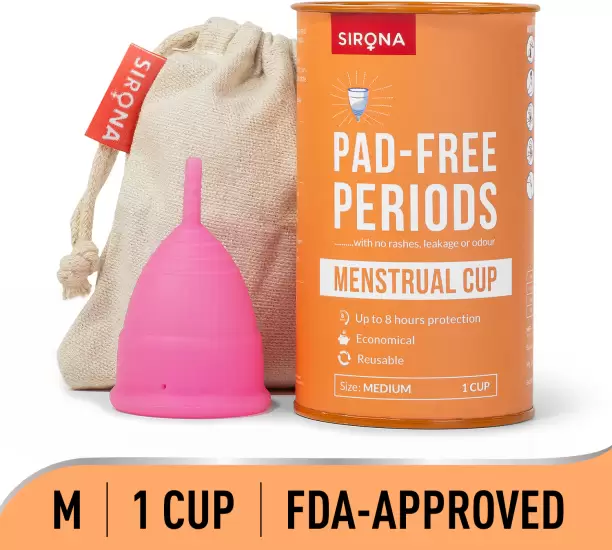 SIRONA
SIRONA
PAD-FREE
PERIODS
.........with no rashes, leakage or odour
MENSTRUAL CUP
Up to 8 hours protection
Economical
Reusable
Size: MEDIUM 1 CUP
M 1 CUP FDA-APPROVED